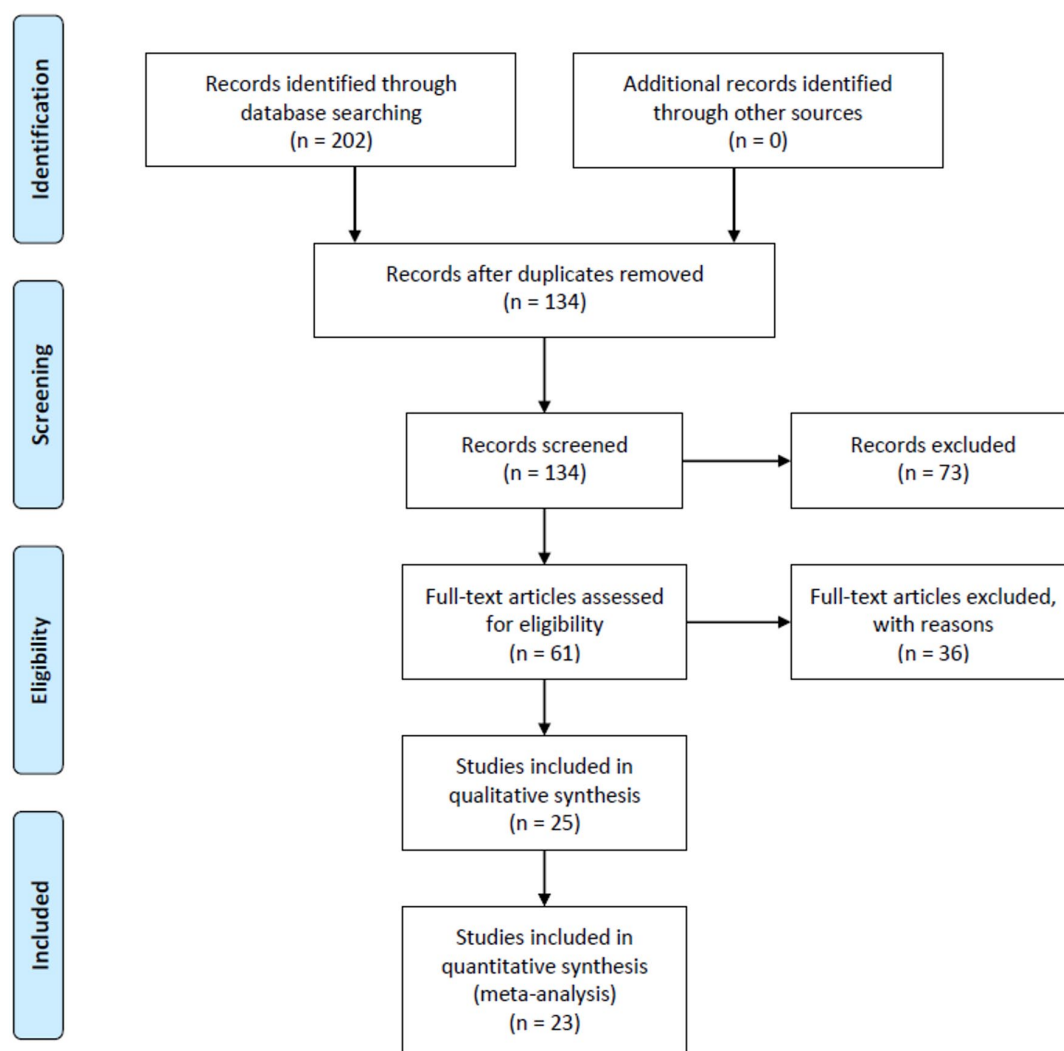 Identification
Records identified through
database searching
(n = 202)
Additional records identified
through other sources
(n = 0)
Screening
Records after duplicates removed
(n = 134)
Records screened
(n = 134)
Records excluded
(n = 73)
Eligibility
Full-text articles assessed
for eligibility
(n = 61)
Full-text articles excluded,
with reasons
(n = 36)
Studies included in
qualitative synthesis
(n = 25)
Included
Studies included in
quantitative synthesis
(meta-analysis)
(n = 23)